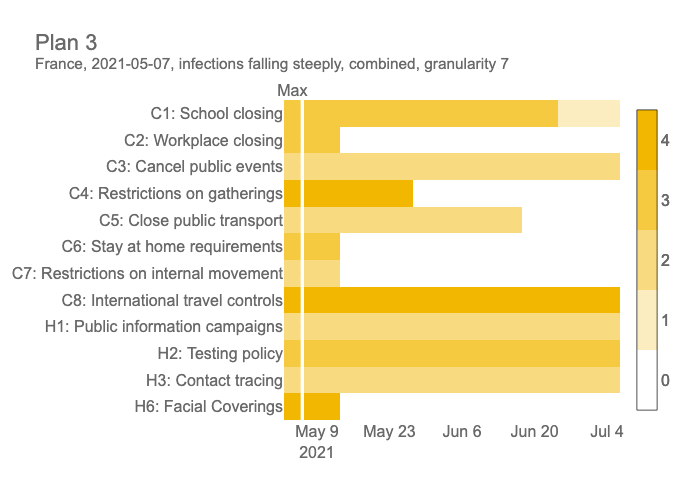 Plan 3
France, 2021-05-07, infections falling steeply, combined, granularity 7
Max
C1: School closing
C2: Workplace closing
C3: Cancel public events
C4: Restrictions on gatherings
C5: Close public transport
C6: Stay at home requirements
C7: Restrictions on internal movement
C8: International travel controls
H1: Public information campaigns
H2: Testing policy
H3: Contact tracing
H6: Facial Coverings
May 9 May 23 Jun 6 Jun 20 Jul 4
2021
4
3
2
1
0